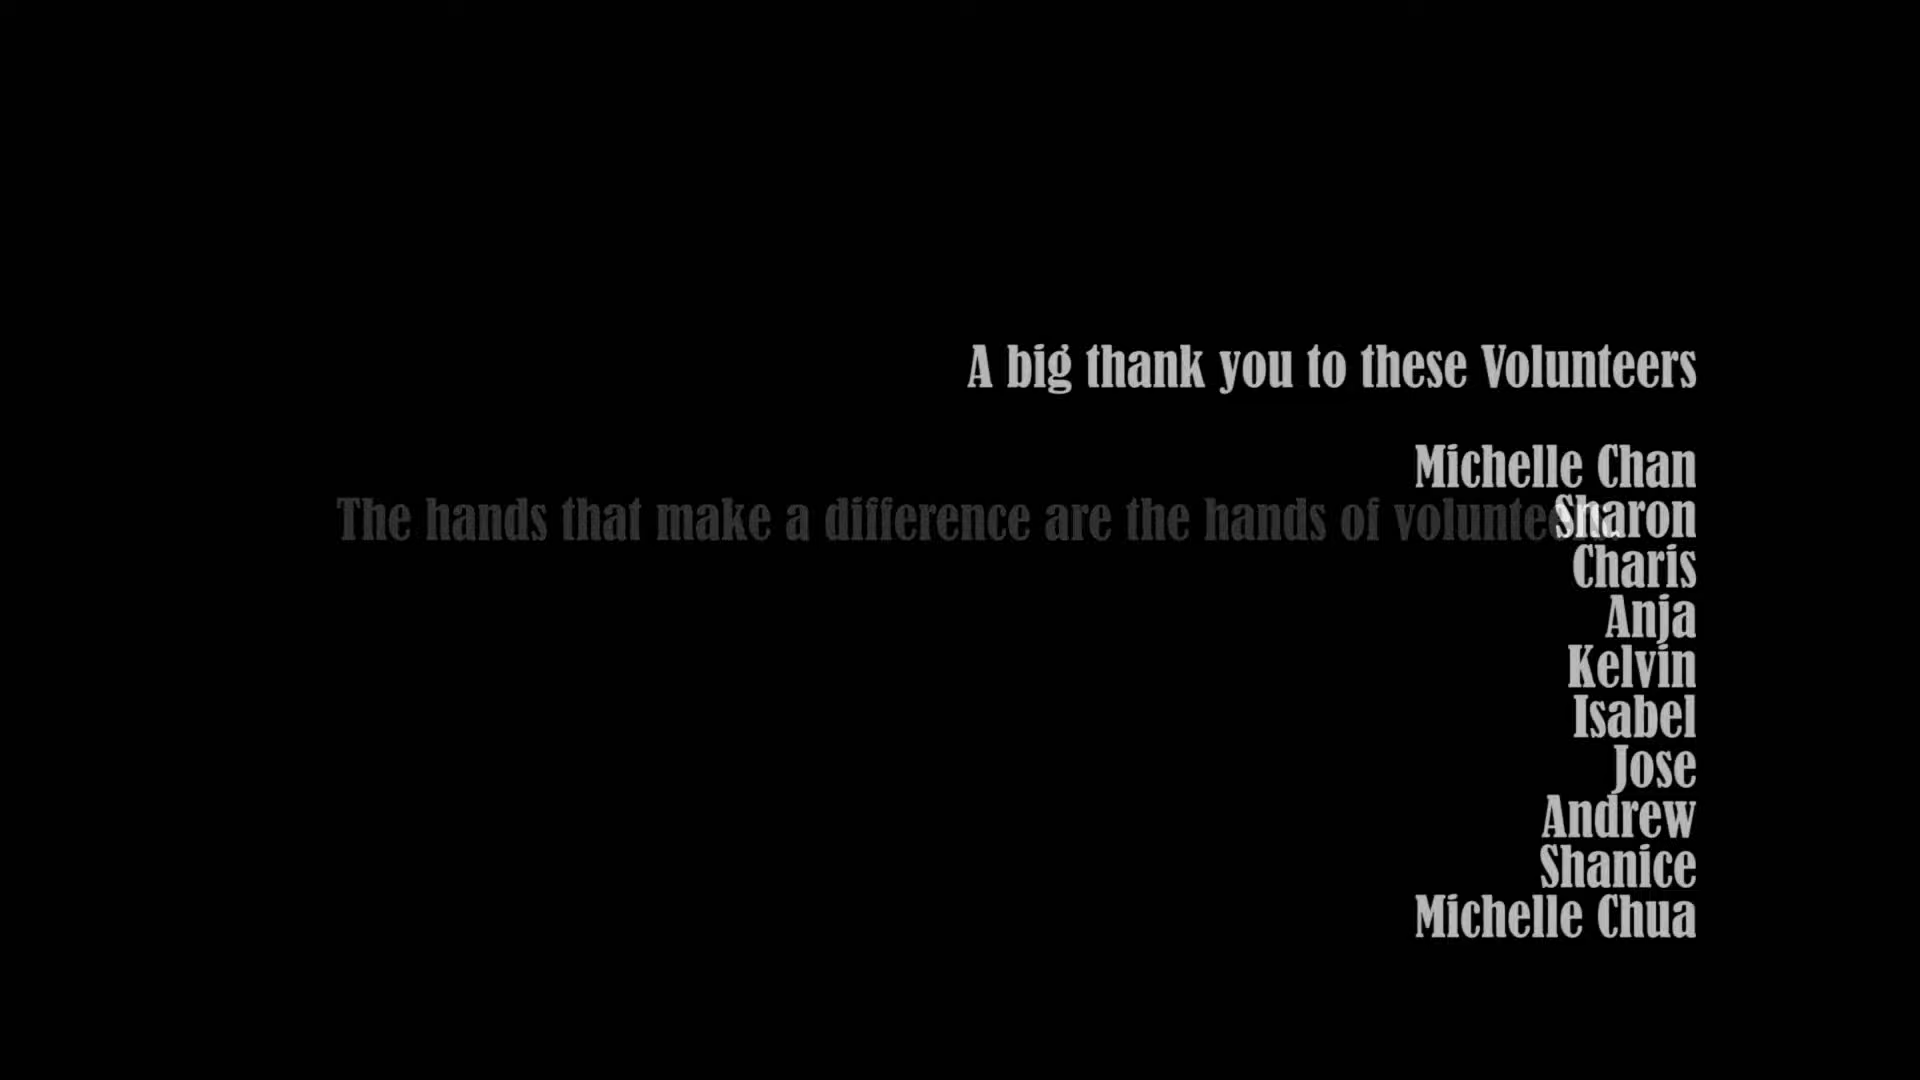 A big thank you to these Volunteers
Michelle Chan
The hands that make a difference are the hands of volunteers.
Sharon
Charis
Anja
Kelvin
Isabel
Jose
Andrew
Shanice
Michelle Chua